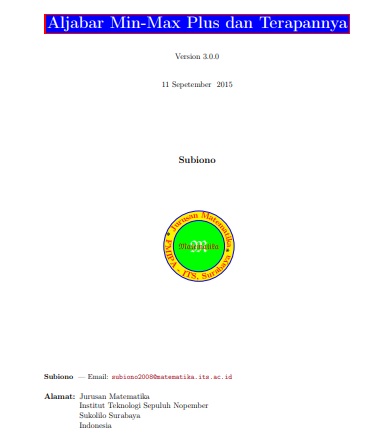 Aljabar Min-Max Plus dan Terapannya
Version 3.0.0
11 Sepetember 2015
Subiono
Jurusan Matematika
Matematika
FMIPA - ITS, Surabaya
Subiono — Email: subiono2008@matematika.its.ac.id
Alamat: Jurusan Matematika
Institut Teknologi Sepuluh Nopember
Sukolilo Surabaya
Indonesia